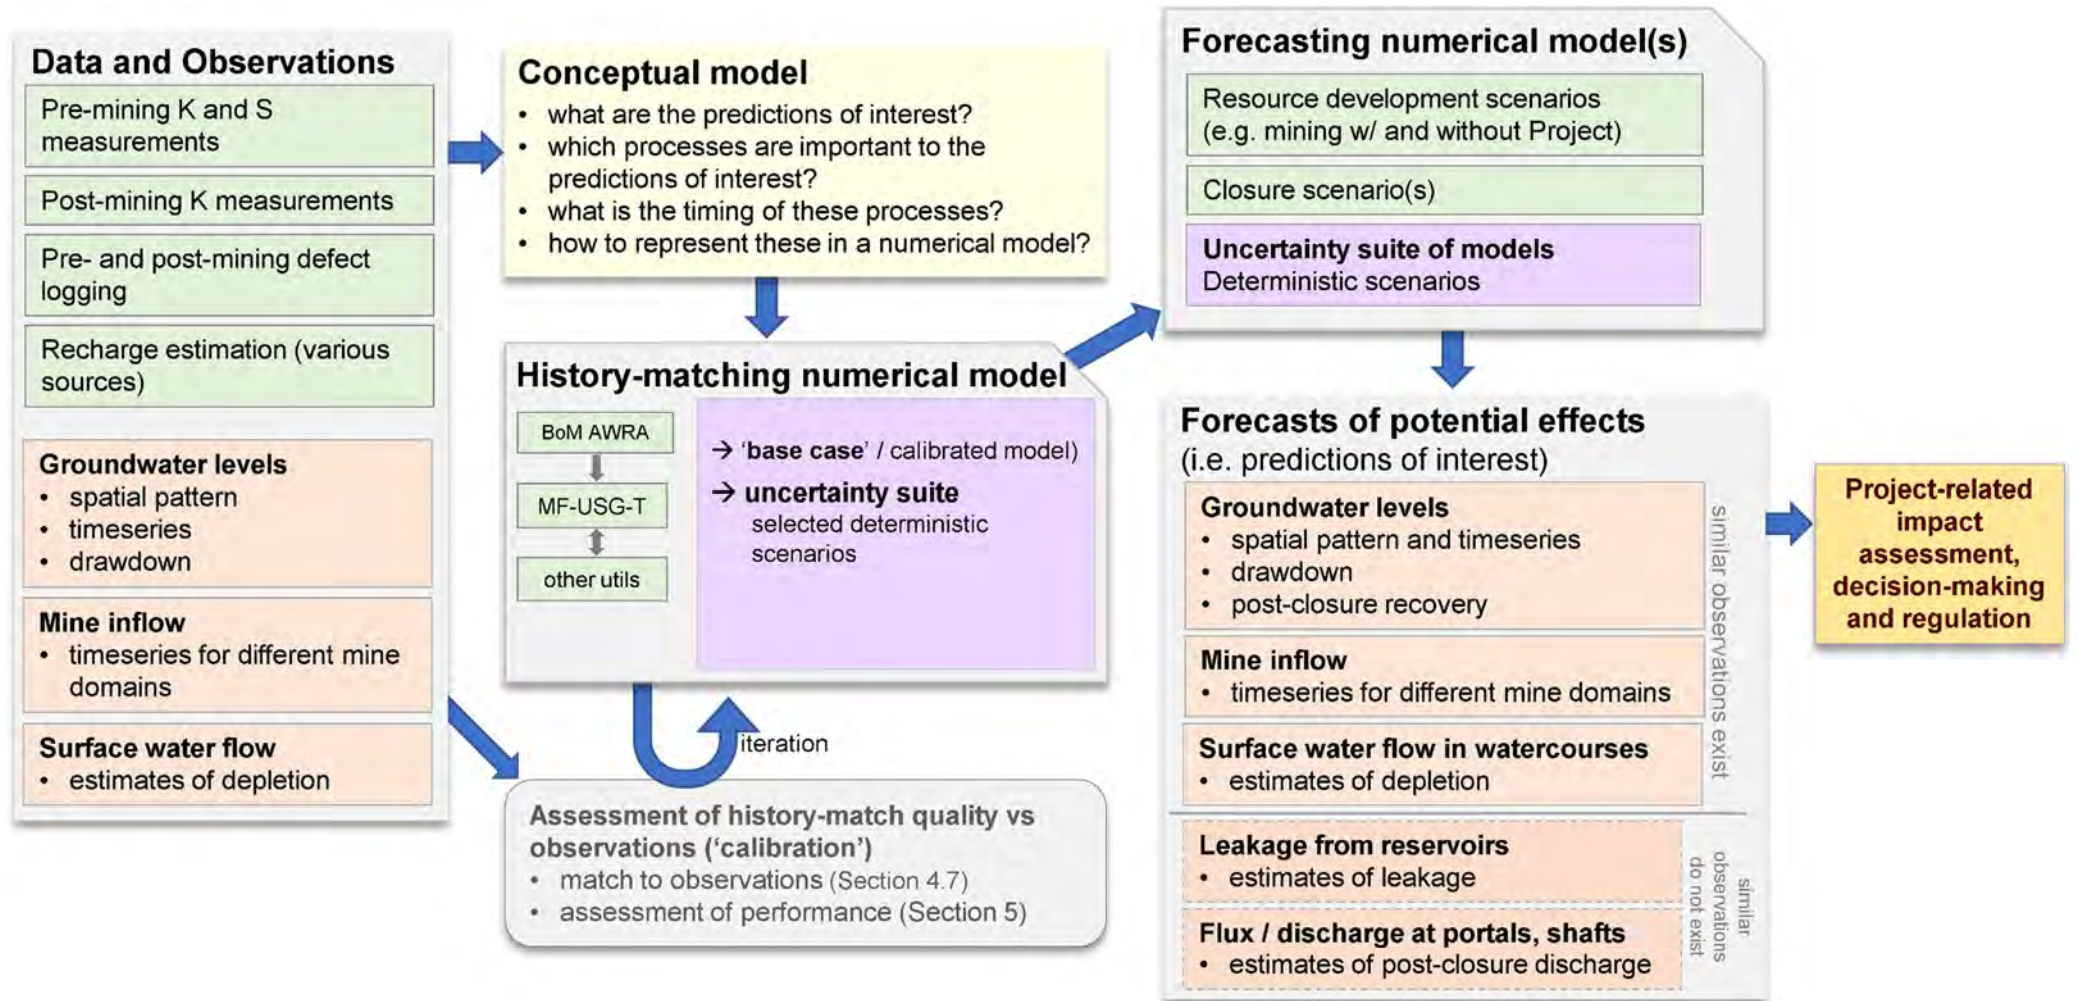 Data and Observations
Pre-mining K and S
measurements
Post-mining K measurements
Pre- and post-mining defect
logging
Recharge estimation (various
sources)
Groundwater levels
• spatial pattern
• timeseries
• drawdown
Mine inflow
• timeseries for different mine
domains
Surface water flow
• estimates of depletion
Conceptual model
• what are the predictions of interest?
• which processes are important to the
predictions of interest?
• what is the timing of these processes?
• how to represent these in a numerical model?
History-matching numerical model
BoM AWRA
MF-USG-T
other utils
→ 'base case' / calibrated model)
→ uncertainty suite
selected deterministic
scenarios
iteration
Assessment of history-match quality vs
observations ('calibration')
• match to observations (Section 4.7)
• assessment of performance (Section 5)
Forecasting numerical model(s)
Resource development scenarios
(e.g. mining w/ and without Project)
Closure scenario(s)
Uncertainty suite of models
Deterministic scenarios
Forecasts of potential effects
(i.e. predictions of interest)
Groundwater levels
• spatial pattern and timeseries
• drawdown
• post-closure recovery
Mine inflow
• timeseries for different mine domains
Surface water flow in watercourses
• estimates of depletion
similar observations exist
Leakage from reservoirs
• estimates of leakage
Flux / discharge at portals, shafts
• estimates of post-closure discharge
similar
observations
do not exist
Project-related
impact
assessment,
decision-making
and regulation